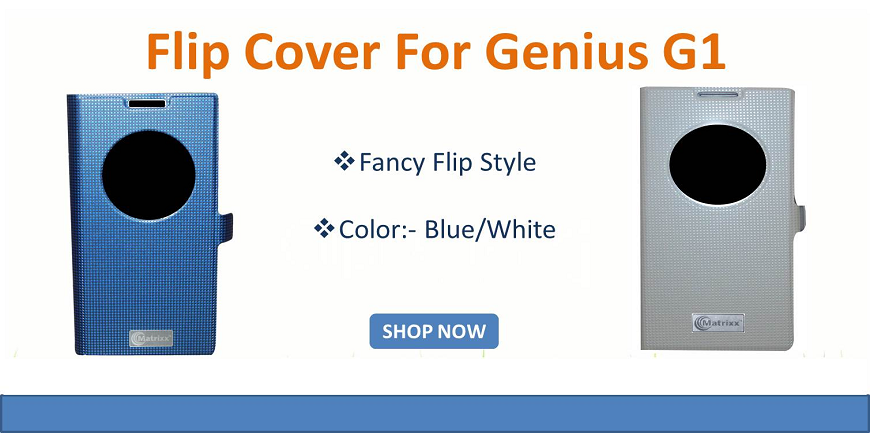 Flip Cover For Genius G1
❖Fancy Flip Style
❖Color:- Blue/White
SHOP NOW
Matrixx
Matrixx